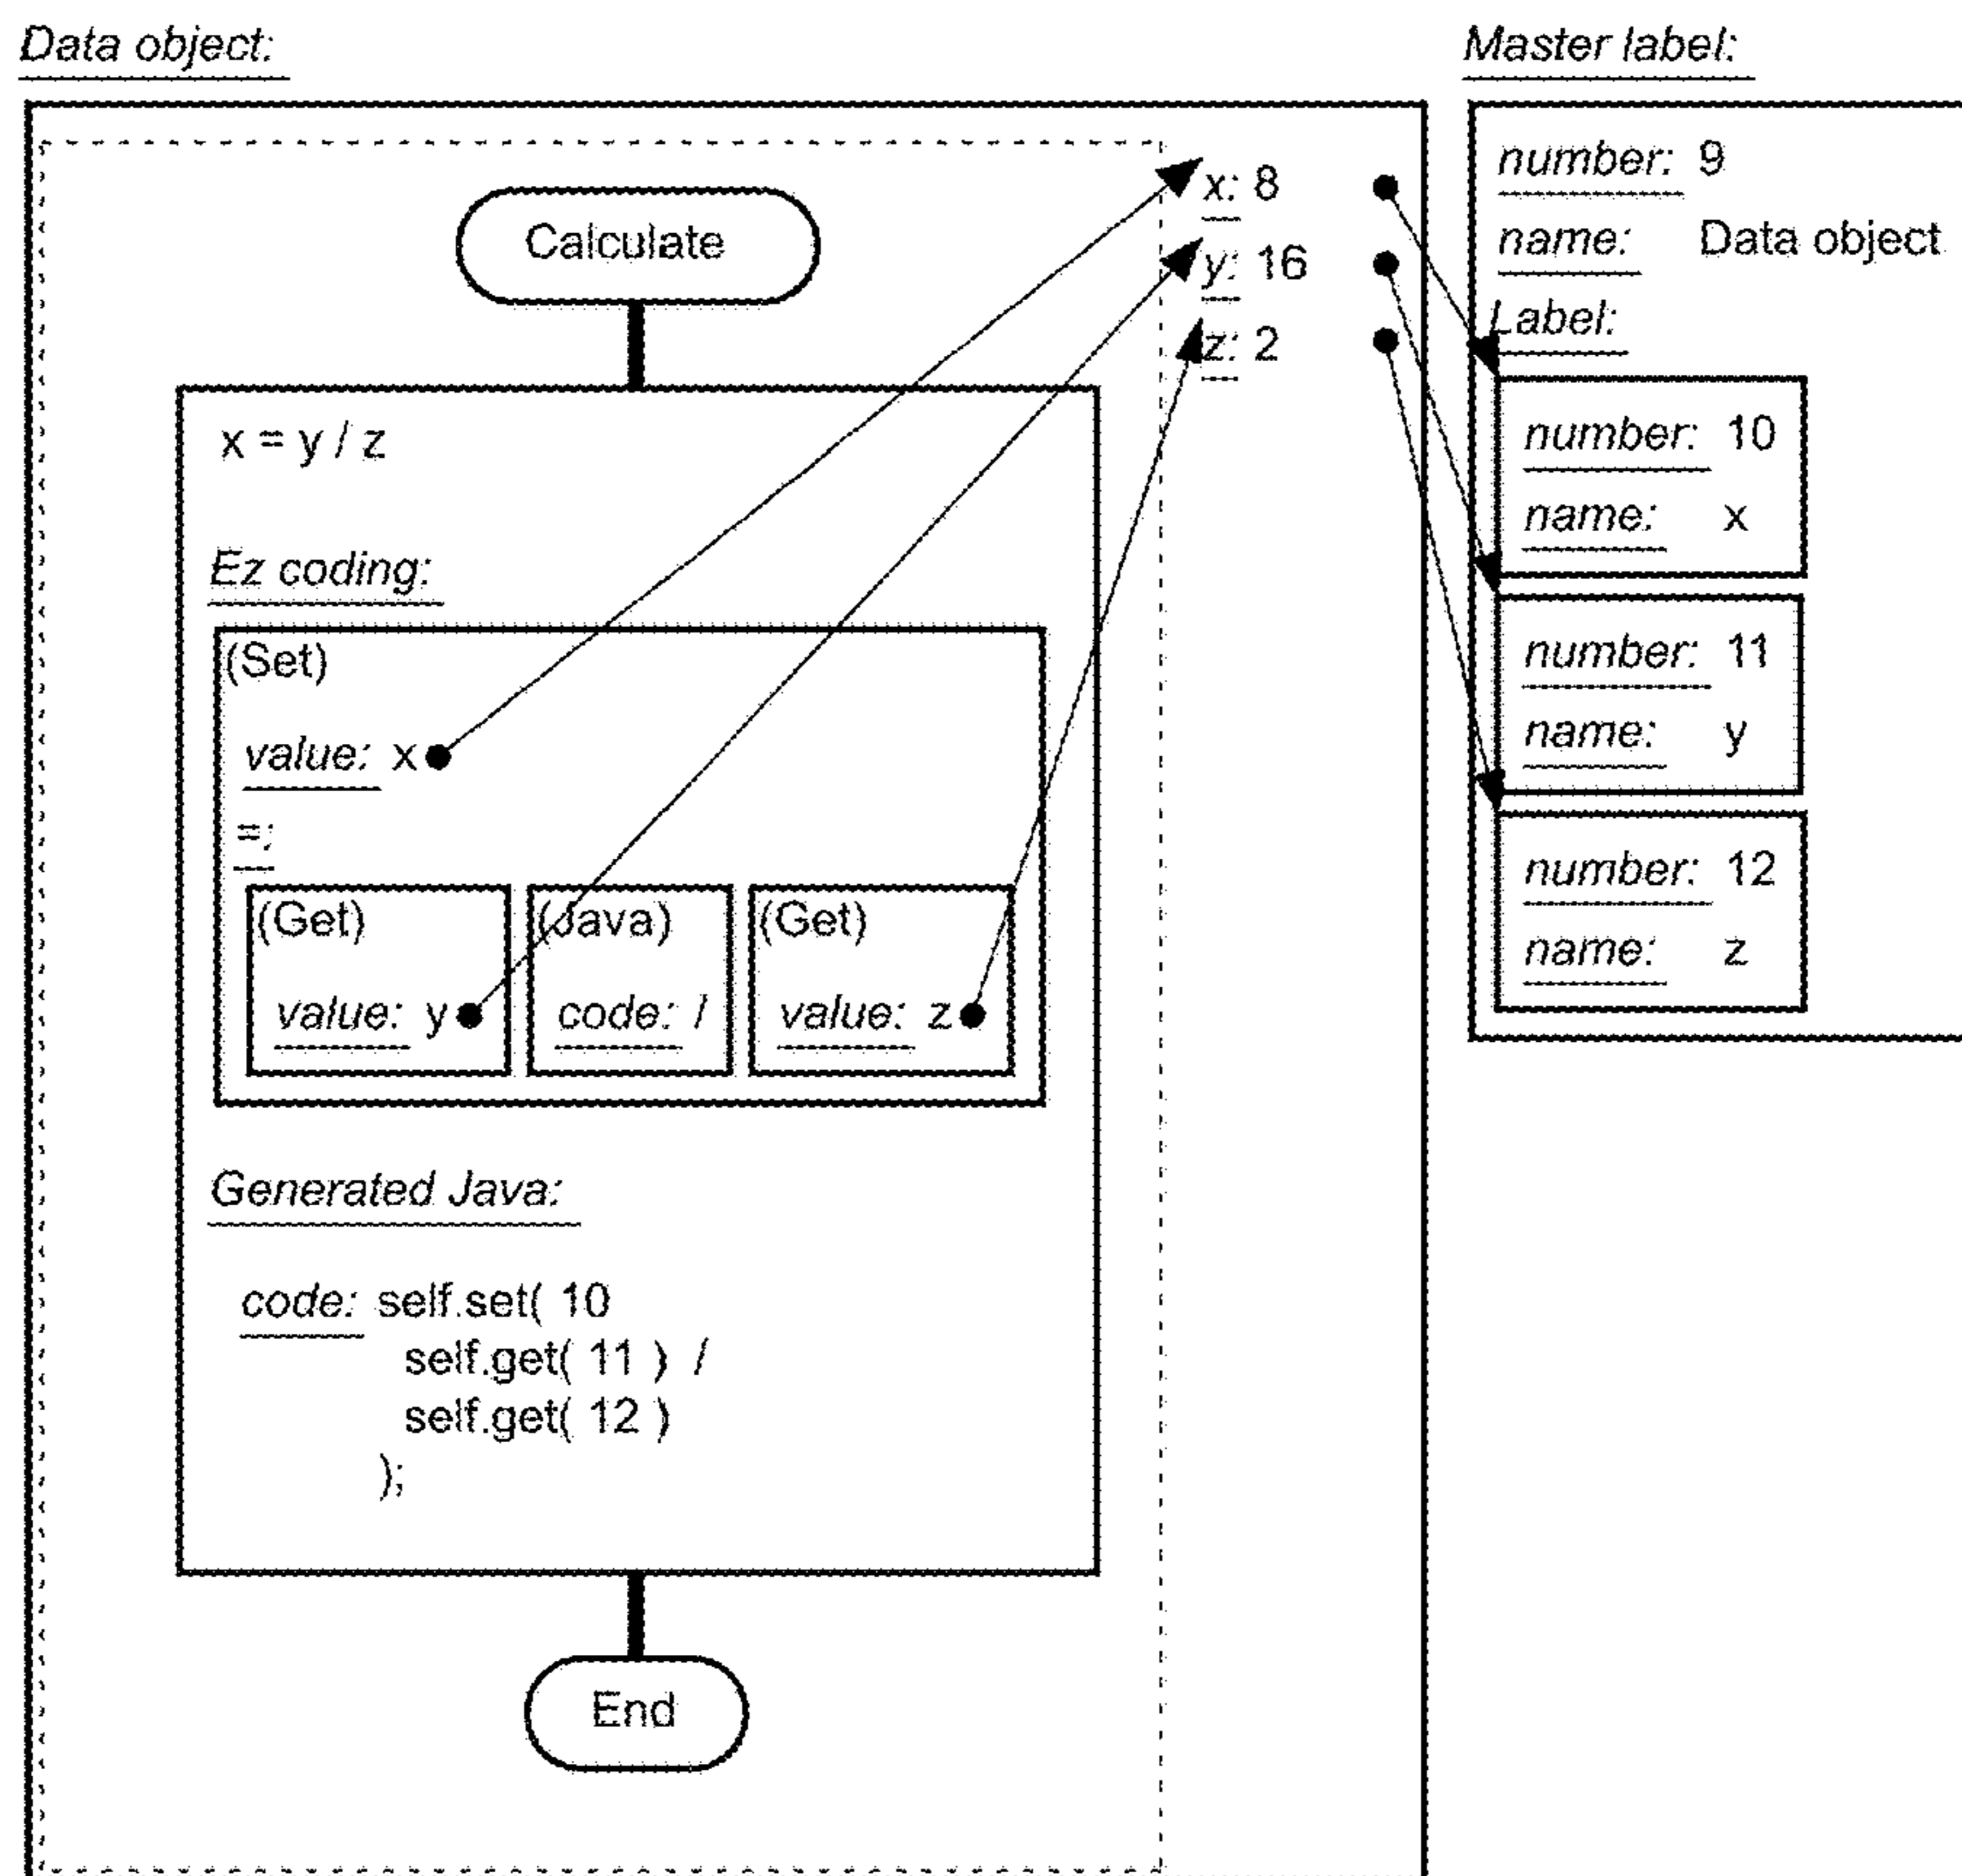 Data object:
Calculate
x = y / z
Ez coding:
(Set)
value: x
=:
(Get) (Java) (Get)
value: y code: / value: z
Generated Java:
code: self.set( 10
self.get( 11 ) /
self.get( 12 )
);
End
x: 8
y: 16
z: 2
Master label:
number: 9
name: Data object
Label:
number: 10
name: x
number: 11
name: y
number: 12
name: z